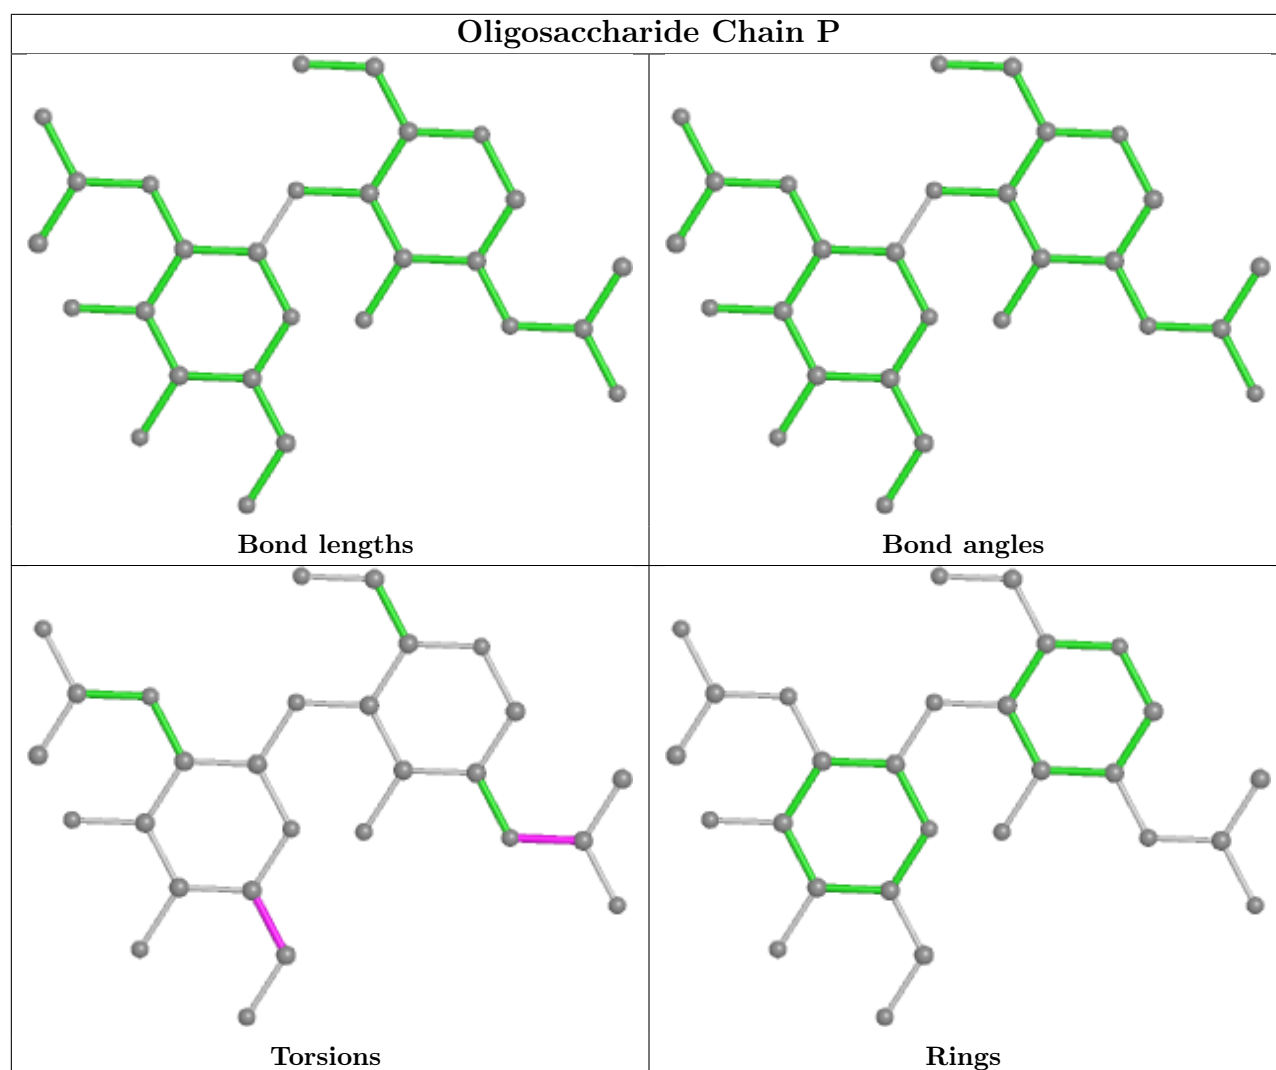 Oligosaccharide Chain P
Bond lengths
Bond angles
Torsions
Rings